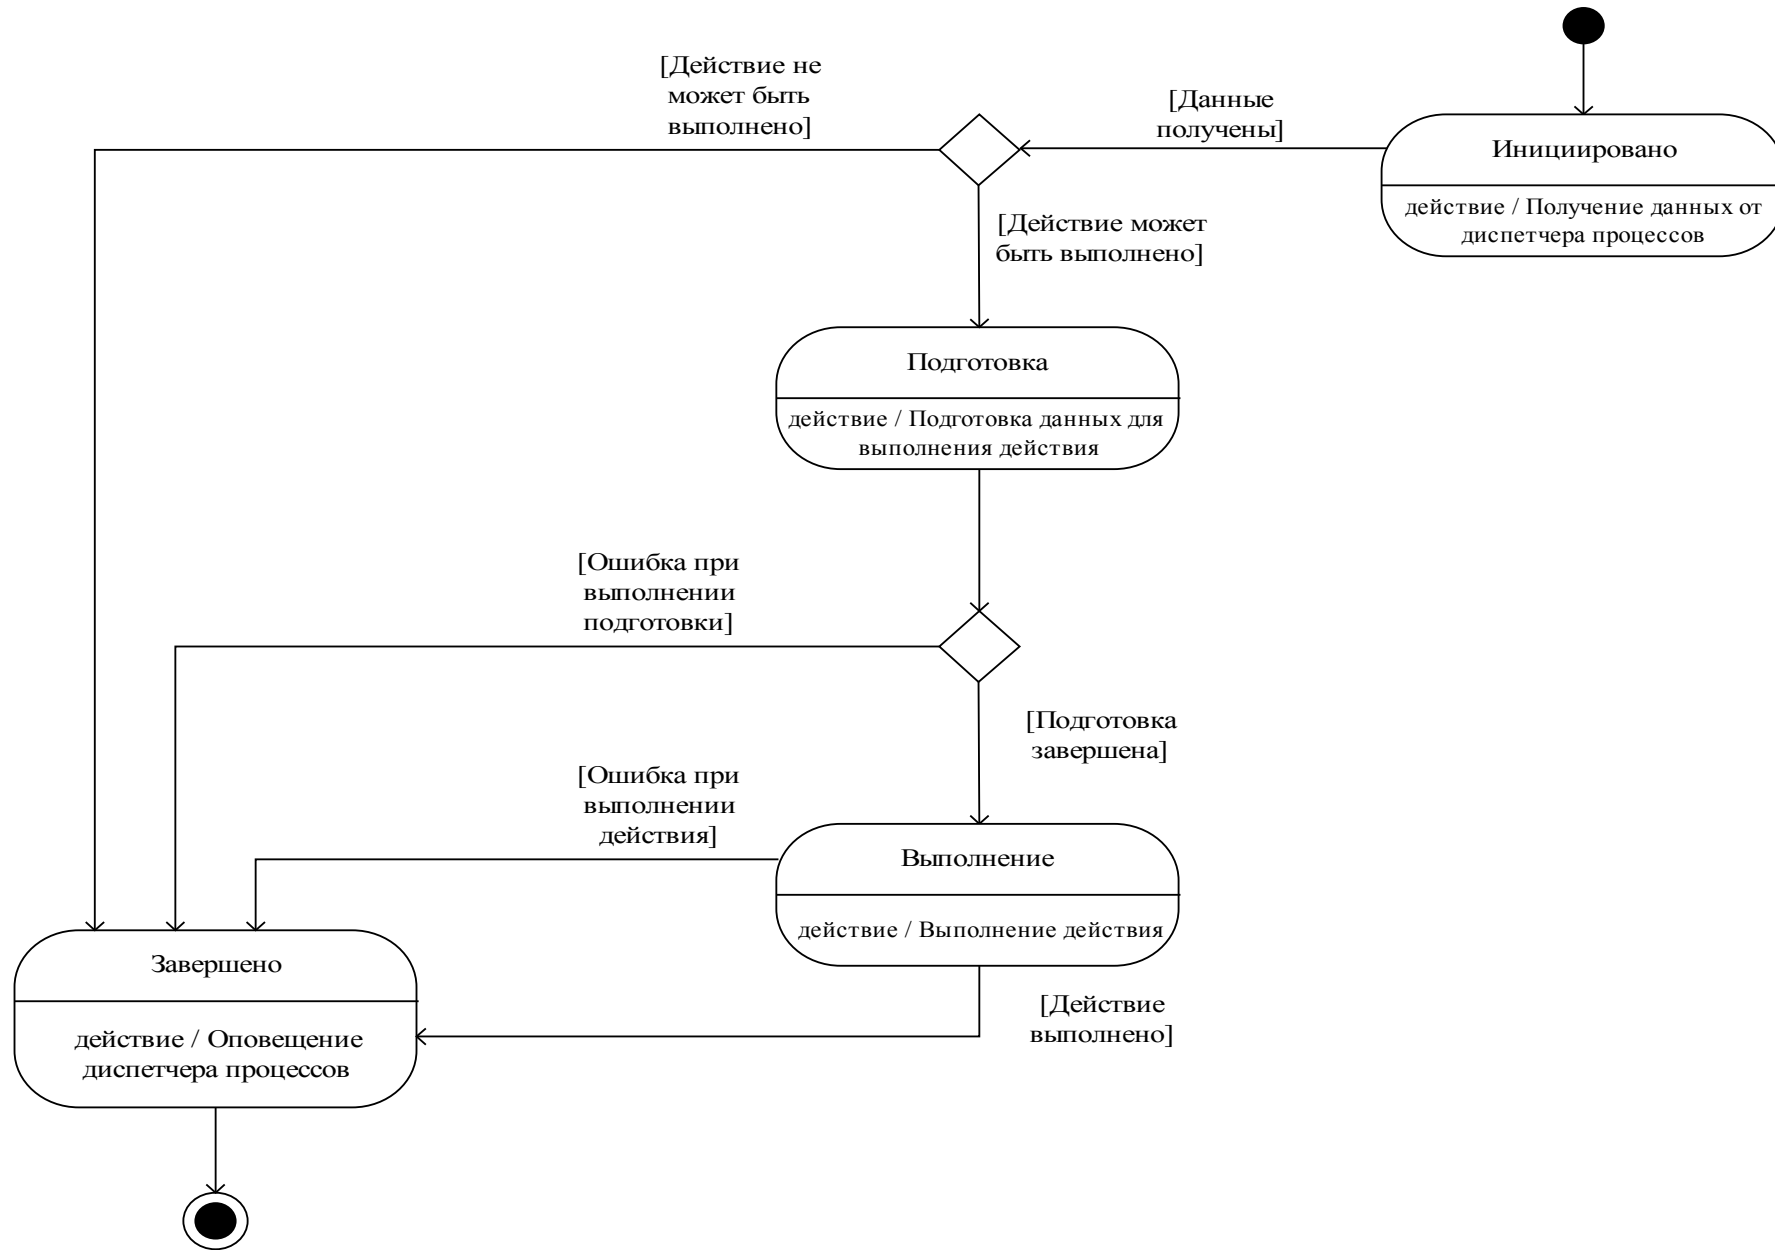 [Действие не
может быть
выполнено]
[Данные
получены]
Инициировано
действие / Получение данных от
диспетчера процессов
[Действие может
быть выполнено]
Подготовка
действие / Подготовка данных для
выполнения действия
[Ошибка при
выполнении
подготовки]
[Подготовка
завершена]
[Ошибка при
выполнении
действия]
Выполнение
действие / Выполнение действия
Завершено
действие / Оповещение
диспетчера процессов
[Действие
выполнено]